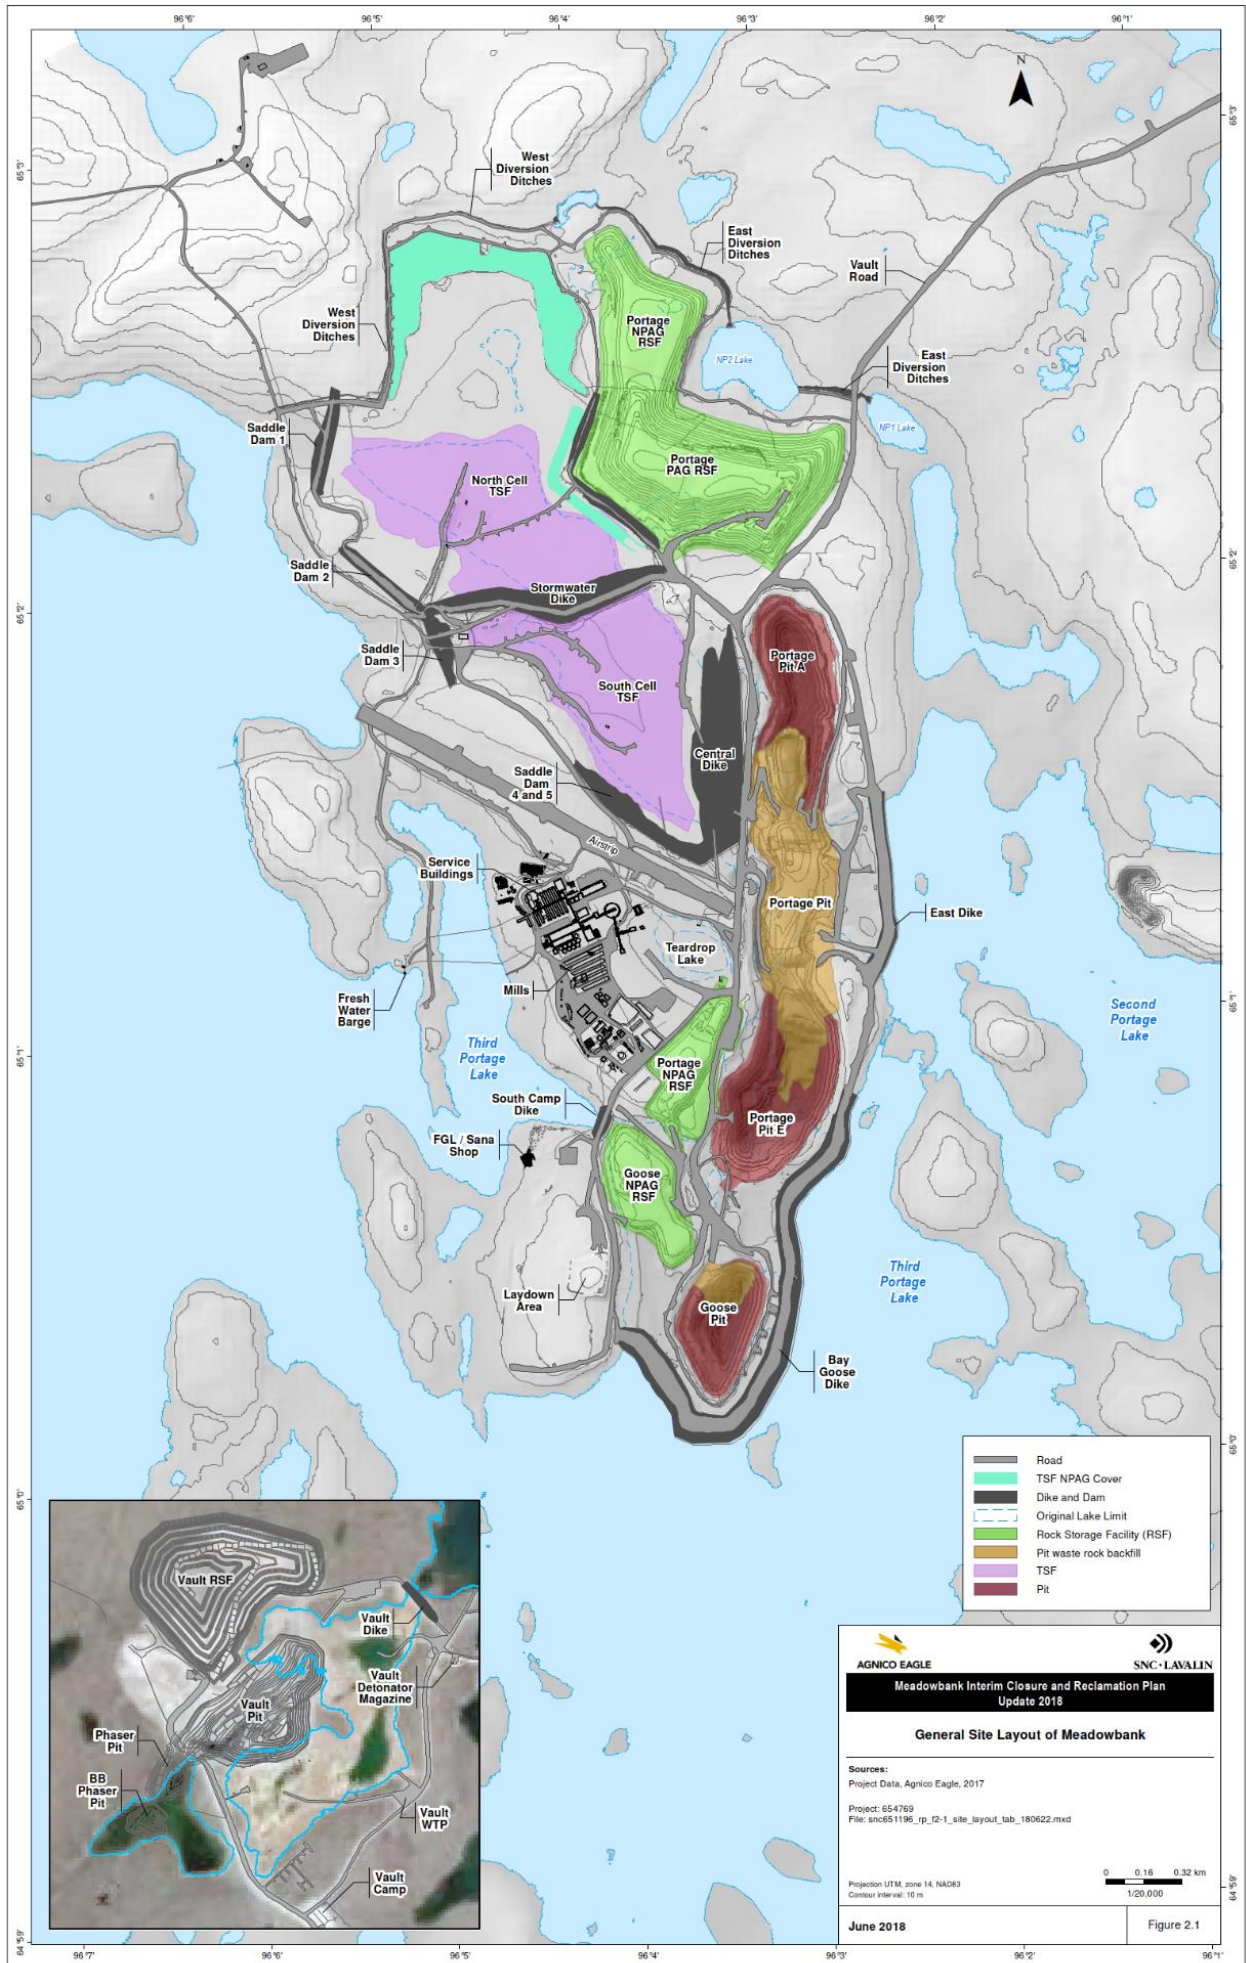 96°6'
96°5'
96°4'
96°3'
96°2'
96°1'
N
65°3'
65°3'
West
Diversion
Ditches
East
Diversion
Ditches
Vault
Road
West
Diversion
Ditches
Portage
NPAG
RSF
NP2 Lake
East
Diversion
Ditches
NP1 Lake
Saddle
Dam 1
Portage
PAG RSF
North Cell
TSF
65°2'
Saddle
Dam 2
Stormwater
Dike
65°2'
Saddle
Dam 3
Portage
Pit A
South Cell
TSF
Central
Dike
Saddle
Dam
4 and 5
Airstrip
Service
Buildings
Portage Pit
East Dike
Teardrop
Lake
Mills
Fresh
Water
Barge
65°1'
Second
Portage
Lake
65°1'
Third
Portage
Lake
Portage
NPAG
RSF
South Camp
Dike
Portage
Pit E
FGL / Sana
Shop
Goose
NPAG
RSF
Third
Portage
Lake
Laydown
Area
Goose
Pit
Bay
Goose
Dike
65°0'
65°0'
Road
TSF NPAG Cover
Dike and Dam
Original Lake Limit
Rock Storage Facility (RSF)
Pit waste rock backfill
TSF
Pit
Vault RSF
Vault
Dike
Vault
Detonator
Magazine
Vault
Pit
Phaser
Pit
BB
Phaser
Pit
Vault
WTP
Vault
Camp
AGNICO EAGLE
SNC·LAVALIN
Meadowbank Interim Closure and Reclamation Plan
Update 2018
General Site Layout of Meadowbank
Sources:
Project Data, Agnico Eagle, 2017
Project: 654769
File: snc651196_rp_f2-1_site_layout_tab_180622.mxd
0 0.16 0.32 km
Projection UTM, zone 14, NAD83
Contour interval: 10 m
1/20,000
June 2018
Figure 2.1
64°59'
64°59'
96°7'
96°6'
96°5'
96°4'
96°3'
96°2'
96°1'